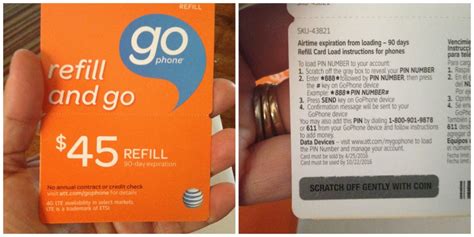 REFILL
go
phone
refill
and go
$45 REFILL
90-day expiration
No annual contract or credit check
visit att.com/gophone for details
4G LTE availability in select markets.
LTE is a trademark of ETSI.
at&t
SKU-43B21
Airtime expiration from loading – 90 days
Refill Card Load instructions for phones
To load PIN NUMBER to your account:
1. Scratch off the gray box to reveal your PIN NUMBER
2. Enter *888* followed by PIN NUMBER, then press
the # key on GoPhone device
Example: *888*PIN NUMBER#
3. Press SEND key on GoPhone device
4. Confirmation message will be sent to your
GoPhone device
You may also add this PIN by dialing 1-800-901-9878
or 611 from your GoPhone and follow instructions
to add money.
Data Devices – visit www.att.com/mygophone to load
the PIN Number and manage your account.
Card must be sold by 4/25/2016
Card must be loaded by 10/22/2016
SCRATCH OFF GENTLY WITH COIN
Vencimien
para telé